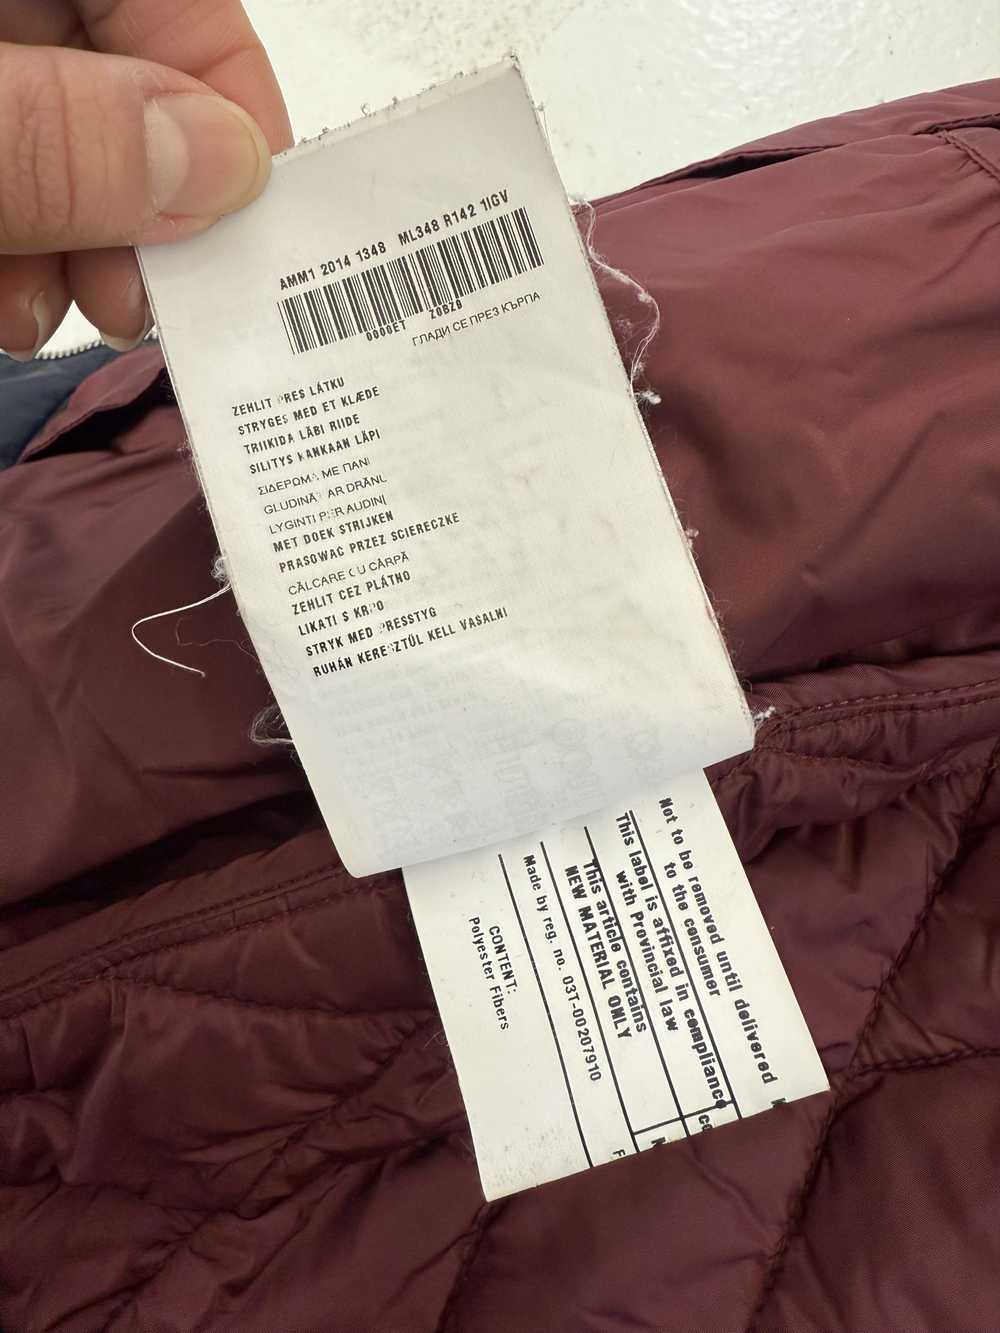 AMM1 2014 1348 ML348 R142 1IGV
0000ET Z0BZ0
ГЛАДИ СЕ ПРЕЗ КЪРПА
ZEHLIT PRES LÁTKU
STRYGES MED ET KLÆDE
TRIIKIDA LÄBI RIIDE
SILITYS KANKAAN LÄPI
ΣΙΔΕΡΩΜΑ ΜΕ ΠΑΝΙ
GLUDINĀT AR DRĀNU
LYGINTI PER AUDINĮ
MET DOEK STRIJKEN
PRASOWAC PRZEZ SCIERECZKE
CĂLCARE CU CÂRPĂ
ZEHLIT CEZ PLÁTNO
LIKATI S KRPO
STRYK MED PRESSTYG
RUHÁN KERESZTÜL KELL VASALNI
Not to be removed until delivered
to the consumer
This label is affixed in compliance
with Provincial law
This article contains
NEW MATERIAL ONLY
Made by reg. no. 03T-00207910
CONTENT:
Polyester Fibers